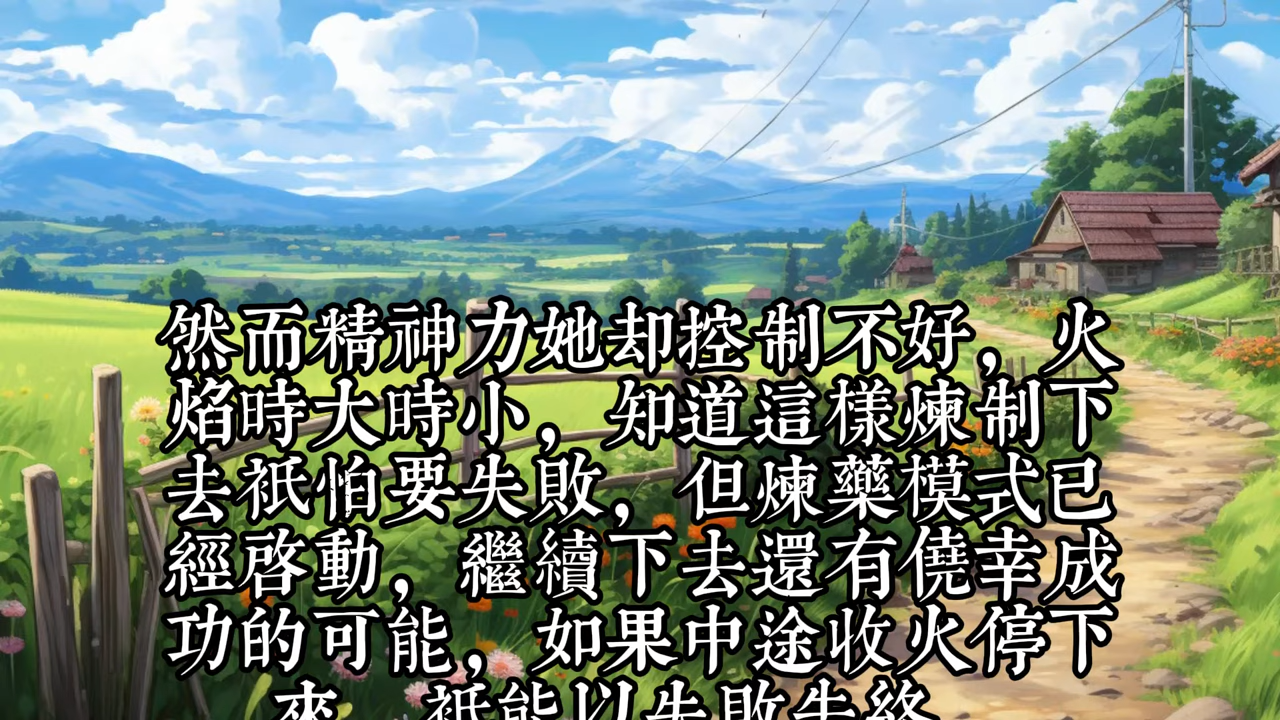 然而精神力她却控制不好，火
焰時大時小，知道這樣煉制下
去衹怕要失敗，但煉藥模式已
經啓動，繼續下去還有僥幸成
功的可能，如果中途收火停下
來，衹能以失敗告終。